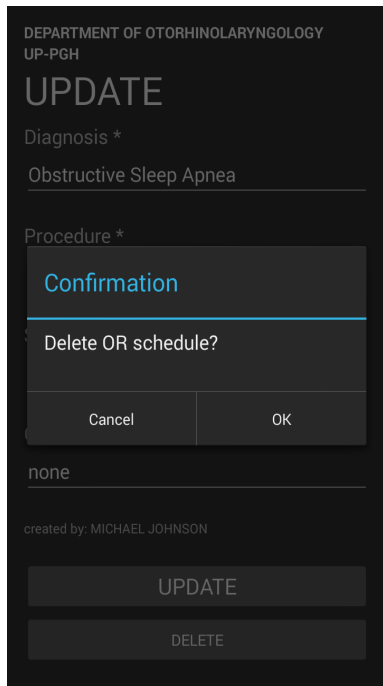 DEPARTMENT OF OTORHINOLARYNGOLOGY
UP-PGH
UPDATE
Diagnosis *
Obstructive Sleep Apnea
Procedure *
Confirmation
Delete OR schedule?
Cancel
OK
none
created by: MICHAEL JOHNSON
UPDATE
DELETE